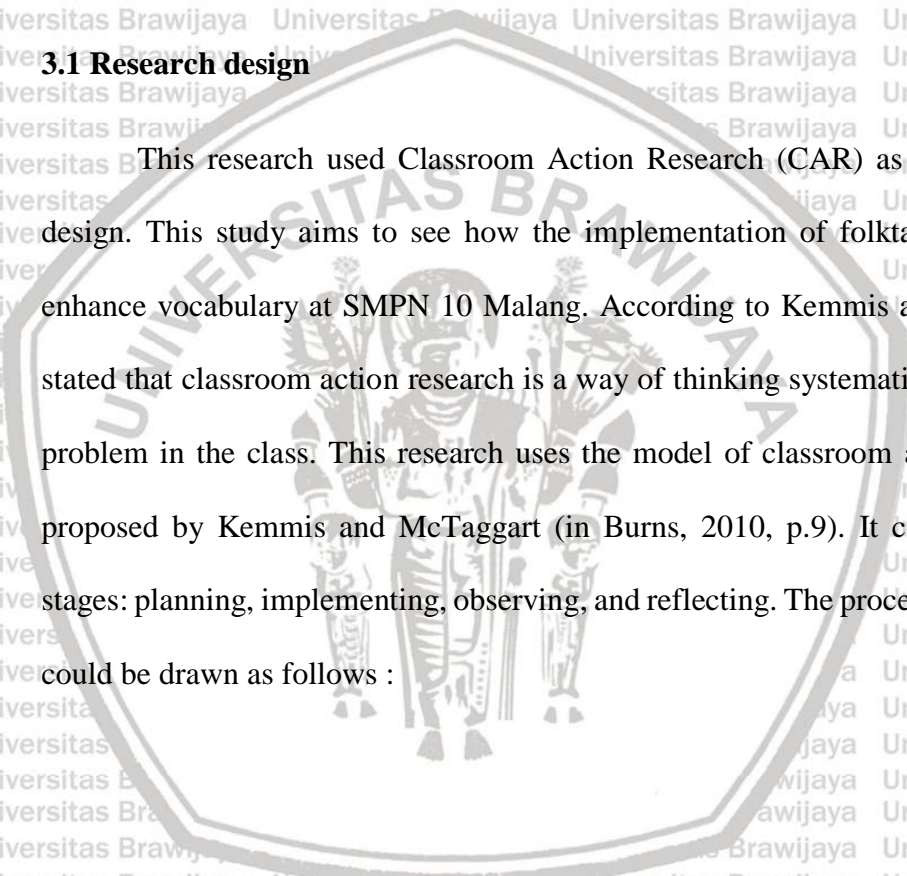 3.1 Research design
This research used Classroom Action Research (CAR) as
design. This study aims to see how the implementation of
enhance vocabulary at SMPN 10 Malang. According to Kemmis
stated that classroom action research is a way of thinking
problem in the class. This research uses the model of classroom
proposed by Kemmis and McTaggart (in Burns, 2010, p.9). It
stages: planning, implementing, observing, and reflecting. The
could be drawn as follows :
UNIVERSITAS BRAWIJAYA